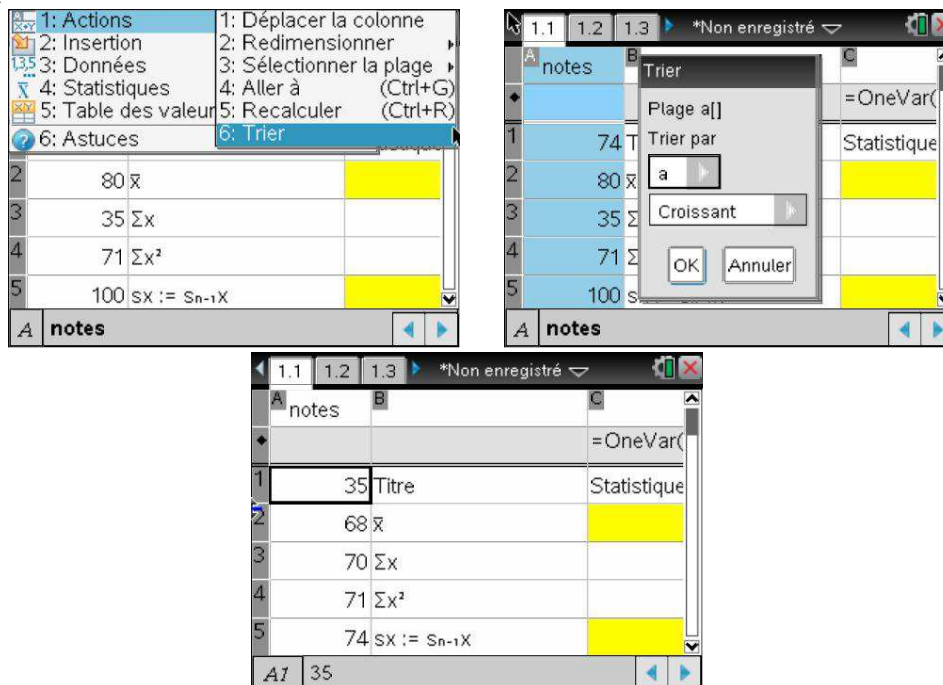 1: Actions
2: Insertion
3: Données
4: Statistiques
5: Table des valeur
6: Astuces
1: Déplacer la colonne
2: Redimensionner
3: Sélectionner la plage
4: Aller à (Ctrl+G)
5: Recalculer (Ctrl+R)
6: Trier
2 80 x̄
3 35 Σx
4 71 Σx²
5 100 sx := sn-1x
A notes
1.1 1.2 1.3 *Non enregistré
A notes B C
=OneVar(
1 74 T Statistique
2 80 x̄
3 35 Σ
4 71 Σ
5 100 s
Trier
Plage a[]
Trier par
a
Croissant
OK Annuler
A notes
1.1 1.2 1.3 *Non enregistré
A notes B C
=OneVar(
1 35 Titre Statistique
2 68 x̄
3 70 Σx
4 71 Σx²
5 74 sx := sn-1x
A1 35